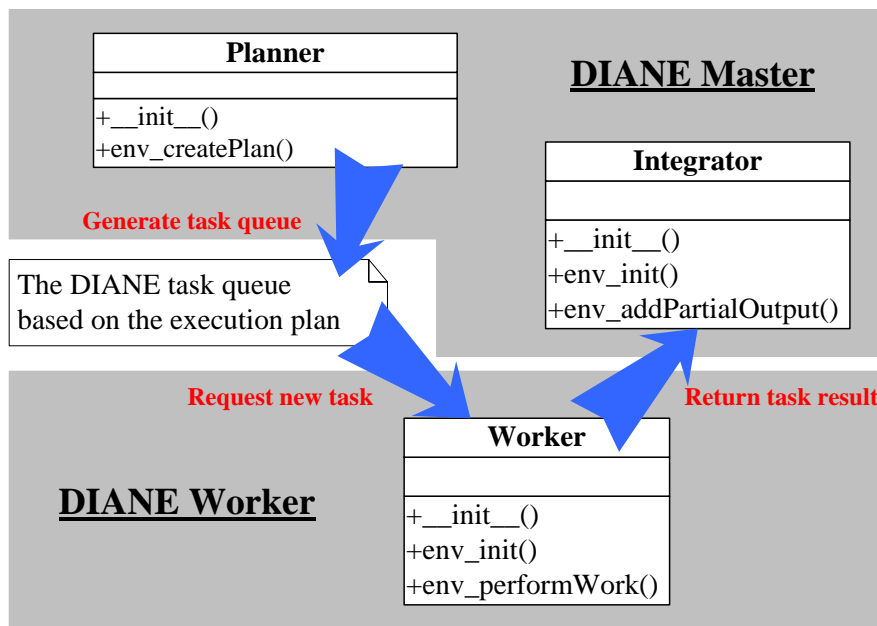 Planner
+__init__()
+env_createPlan()
DIANE Master
Integrator
+__init__()
+env_init()
+env_addPartialOutput()
Generate task queue
The DIANE task queue
based on the execution plan
Request new task
Return task result
Worker
+__init__()
+env_init()
+env_performWork()
DIANE Worker